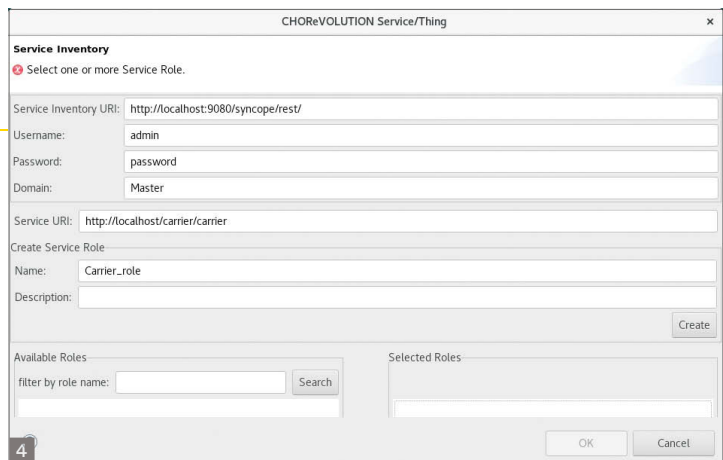 CHOReVOLUTION Service/Thing ×
Service Inventory
Select one or more Service Role.
Service Inventory URI: http://localhost:9080/syncope/rest/
Username: admin
Password: password
Domain: Master
Service URI: http://localhost/carrier/carrier
Create Service Role
Name: Carrier_role
Description:
Create
Available Roles Selected Roles
filter by role name: Search
OK Cancel
4